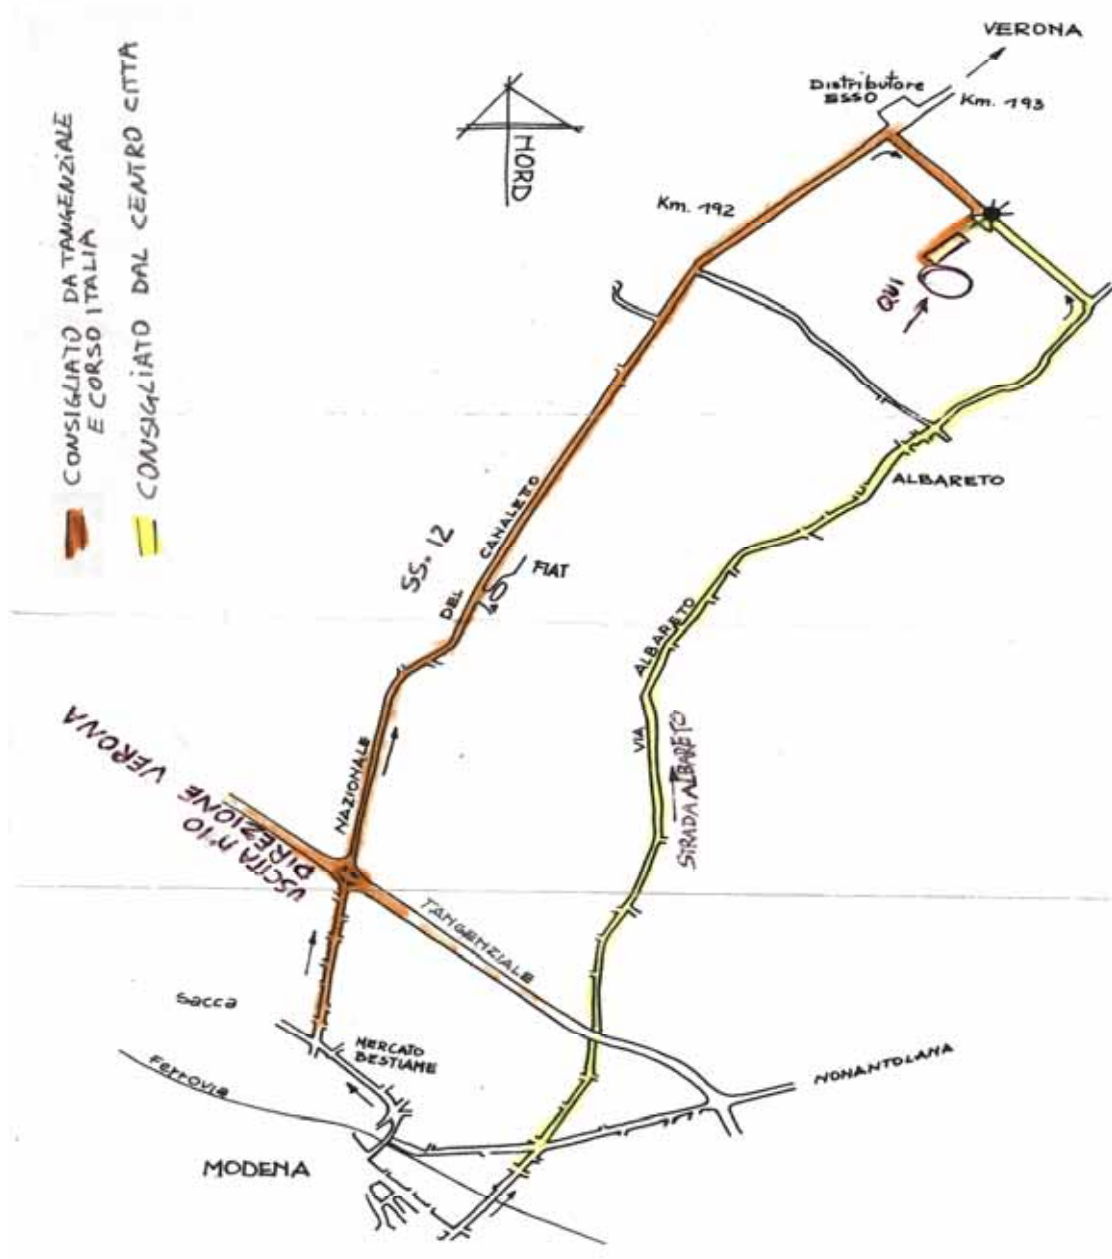 VERONA
Distributore
ESSO
Km. 193
CONSIGLIATO DA TANGENZIALE
E CORSO ITALIA
CONSIGLIATO DAL CENTRO CITTA
NORD
Km. 192
QUI
ALBARETO
SS. 12
NAZIONALE DEL CANALETTO
FIAT
VIA ALBARETO
STRADA ALBARETO
USCITA N°10
DIREZIONE VERONA
TANGENZIALE
Sacca
MERCATO
BESTIAME
Ferrovia
NONANTOLANA
MODENA